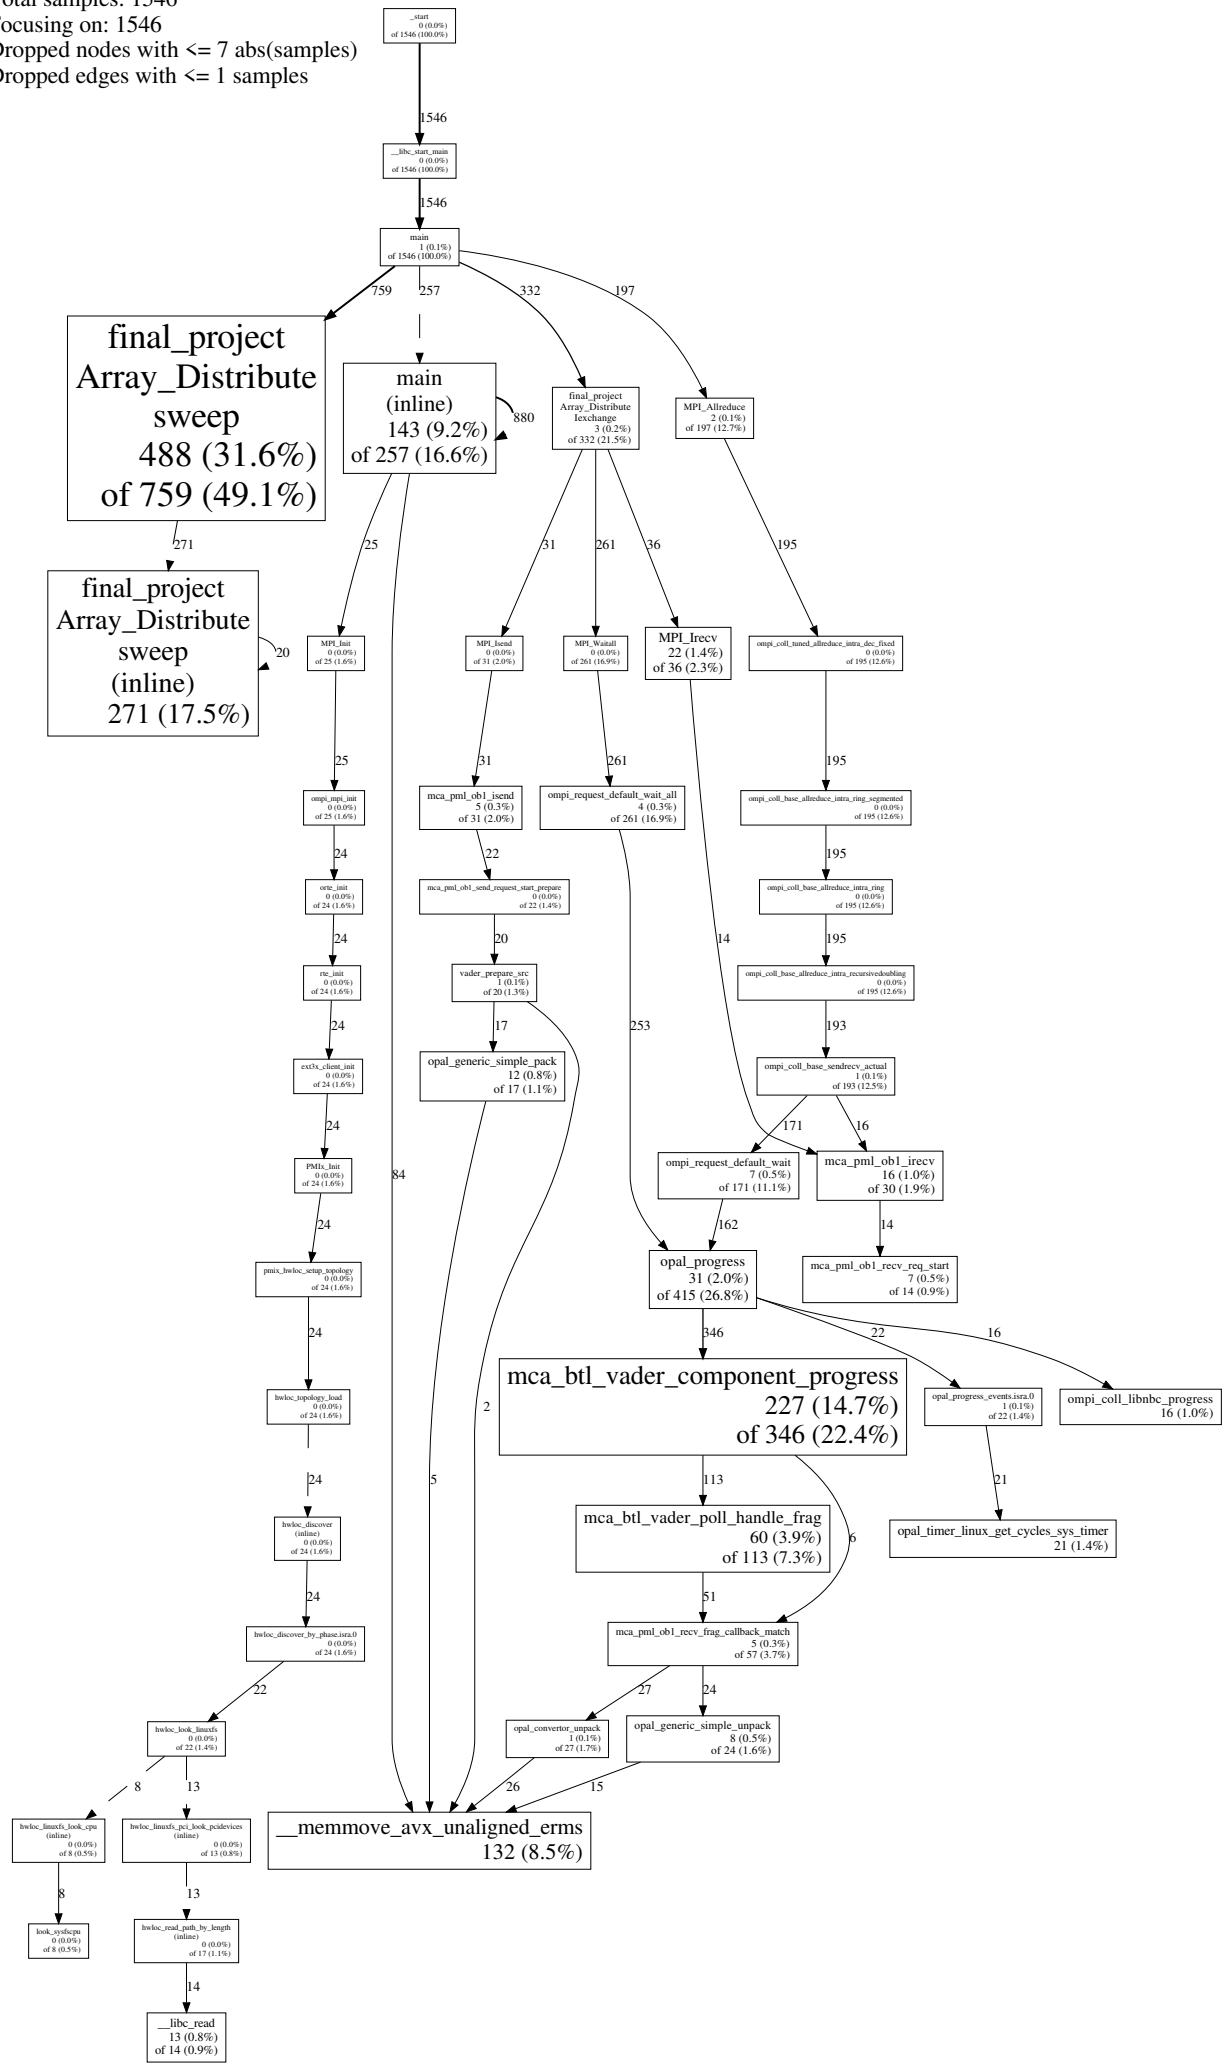 Total samples: 1546
Focusing on: 1546
Dropped nodes with <= 7 abs(samples)
Dropped edges with <= 1 samples
_start
0 (0.0%)
of 1546 (100.0%)
1546
__libc_start_main
0 (0.0%)
of 1546 (100.0%)
1546
main
1 (0.1%)
of 1546 (100.0%)
759
257
332
197
final_project
Array_Distribute
sweep
488 (31.6%)
of 759 (49.1%)
main
(inline)
143 (9.2%)
of 257 (16.6%)
880
final_project
Array_Distribute
Iexchange
3 (0.2%)
of 332 (21.5%)
MPI_Allreduce
2 (0.1%)
of 197 (12.7%)
271
25
31
261
36
195
final_project
Array_Distribute
sweep
(inline)
271 (17.5%)
20
MPI_Init
0 (0.0%)
of 25 (1.6%)
MPI_Isend
0 (0.0%)
of 31 (2.0%)
MPI_Waitall
0 (0.0%)
of 261 (16.9%)
MPI_Irecv
22 (1.4%)
of 36 (2.3%)
ompi_coll_tuned_allreduce_intra_dec_fixed
0 (0.0%)
of 195 (12.6%)
25
31
261
195
ompi_mpi_init
0 (0.0%)
of 25 (1.6%)
mca_pml_ob1_isend
5 (0.3%)
of 31 (2.0%)
ompi_request_default_wait_all
4 (0.3%)
of 261 (16.9%)
ompi_coll_base_allreduce_intra_ring_segmented
0 (0.0%)
of 195 (12.6%)
24
22
195
orte_init
0 (0.0%)
of 24 (1.6%)
mca_pml_ob1_send_request_start_prepare
0 (0.0%)
of 22 (1.4%)
ompi_coll_base_allreduce_intra_ring
0 (0.0%)
of 195 (12.6%)
24
20
14
195
rte_init
0 (0.0%)
of 24 (1.6%)
vader_prepare_src
1 (0.1%)
of 20 (1.3%)
ompi_coll_base_allreduce_intra_recursivedoubling
0 (0.0%)
of 195 (12.6%)
24
17
253
193
ext3x_client_init
0 (0.0%)
of 24 (1.6%)
opal_generic_simple_pack
12 (0.8%)
of 17 (1.1%)
ompi_coll_base_sendrecv_actual
1 (0.1%)
of 193 (12.5%)
24
171
16
PMIx_Init
0 (0.0%)
of 24 (1.6%)
84
ompi_request_default_wait
7 (0.5%)
of 171 (11.1%)
mca_pml_ob1_irecv
16 (1.0%)
of 30 (1.9%)
24
162
14
pmix_hwloc_setup_topology
0 (0.0%)
of 24 (1.6%)
opal_progress
31 (2.0%)
of 415 (26.8%)
mca_pml_ob1_recv_req_start
7 (0.5%)
of 14 (0.9%)
24
346
22
16
hwloc_topology_load
0 (0.0%)
of 24 (1.6%)
2
mca_btl_vader_component_progress
227 (14.7%)
of 346 (22.4%)
opal_progress_events.isra.0
1 (0.1%)
of 22 (1.4%)
ompi_coll_libnbc_progress
16 (1.0%)
24
5
113
6
21
hwloc_discover
(inline)
0 (0.0%)
of 24 (1.6%)
mca_btl_vader_poll_handle_frag
60 (3.9%)
of 113 (7.3%)
opal_timer_linux_get_cycles_sys_timer
21 (1.4%)
24
51
hwloc_discover_by_phase.isra.0
0 (0.0%)
of 24 (1.6%)
mca_pml_ob1_recv_frag_callback_match
5 (0.3%)
of 57 (3.7%)
22
27
24
hwloc_look_linuxfs
0 (0.0%)
of 22 (1.4%)
opal_convertor_unpack
1 (0.1%)
of 27 (1.7%)
opal_generic_simple_unpack
8 (0.5%)
of 24 (1.6%)
8
13
26
15
hwloc_linuxfs_look_cpu
(inline)
0 (0.0%)
of 8 (0.5%)
hwloc_linuxfs_pci_look_pcidevices
(inline)
0 (0.0%)
of 13 (0.8%)
__memmove_avx_unaligned_erms
132 (8.5%)
8
13
look_sysfscpu
0 (0.0%)
of 8 (0.5%)
hwloc_read_path_by_length
(inline)
0 (0.0%)
of 17 (1.1%)
14
__libc_read
13 (0.8%)
of 14 (0.9%)